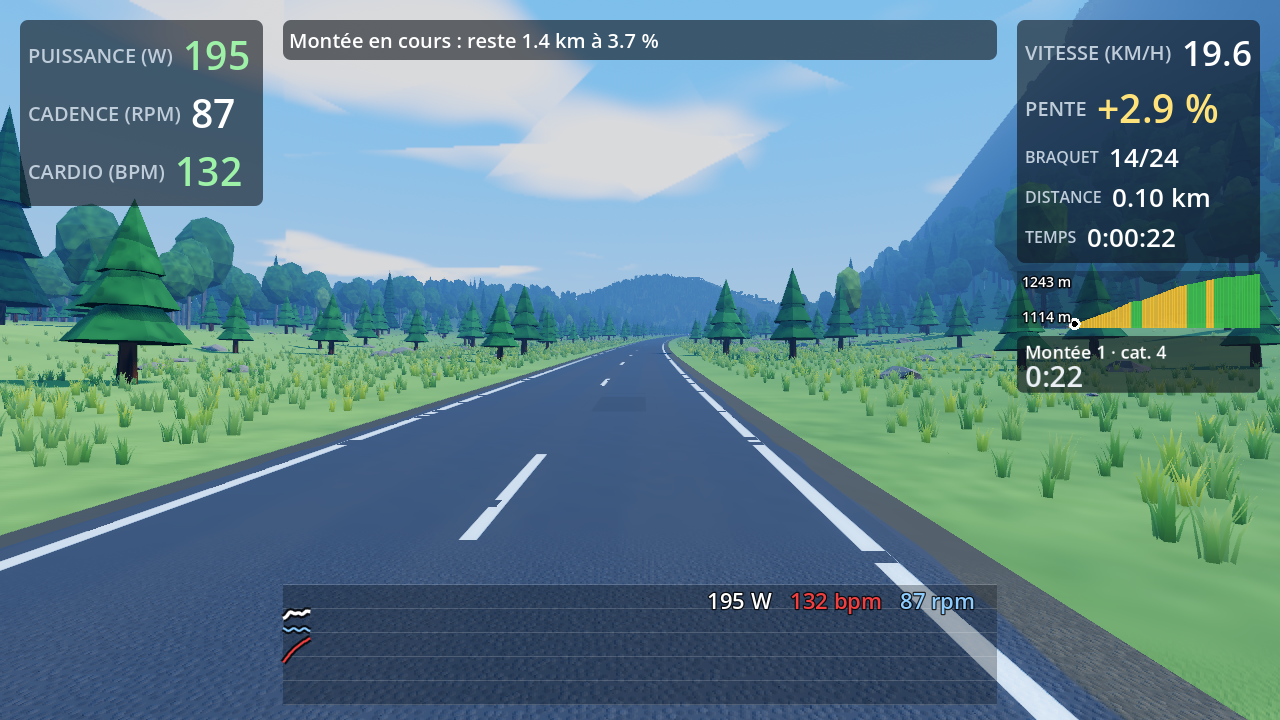 PUISSANCE (W) 195
CADENCE (RPM) 87
CARDIO (BPM) 132
Montée en cours : reste 1.4 km à 3.7 %
VITESSE (KM/H) 19.6
PENTE +2.9 %
BRAQUET 14/24
DISTANCE 0.10 km
TEMPS 0:00:22
1243 m
1114 m
Montée 1 · cat. 4
0:22
195 W 132 bpm 87 rpm